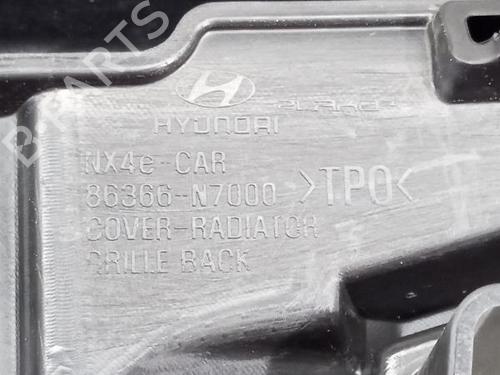 B-PARTS
HYUNDAI
NX4e-CAR
86366-N7000 >TPO<
COVER-RADIATOR
GRILLE BACK